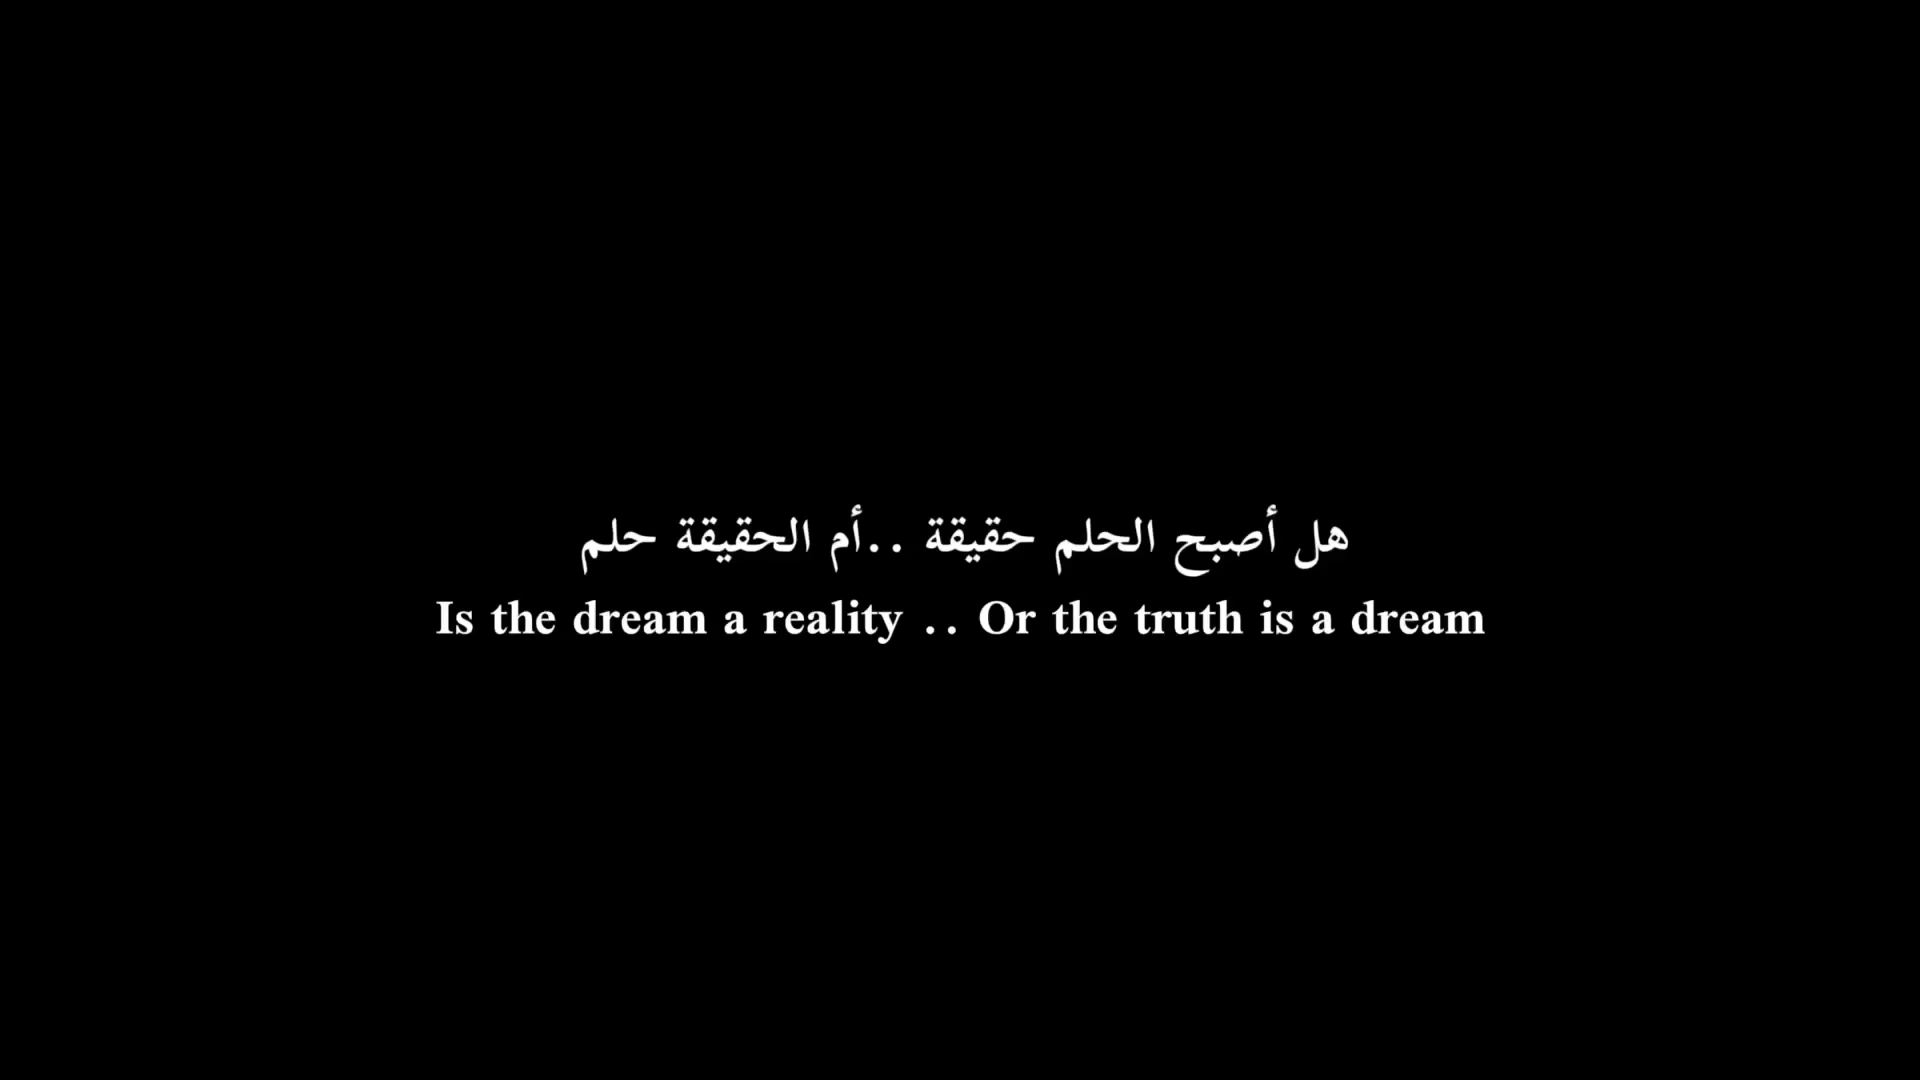 هل أصبح الحلم حقيقة ..أم الحقيقة حلم
Is the dream a reality .. Or the truth is a dream